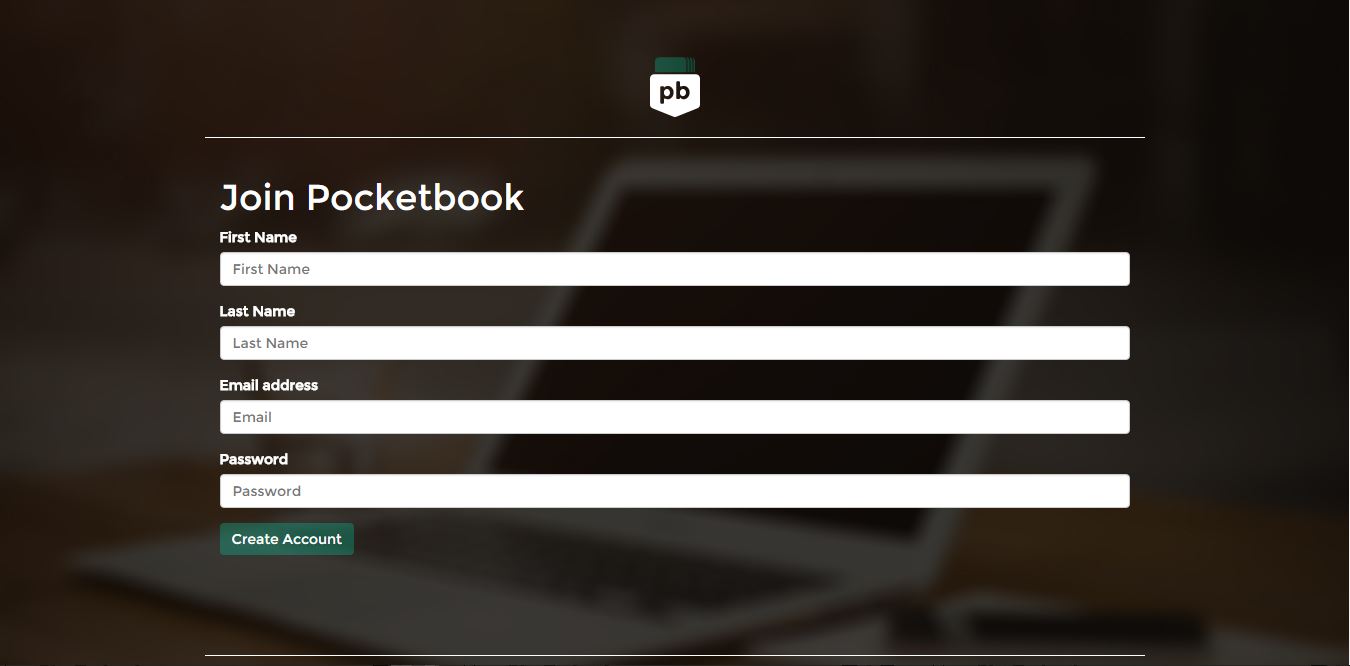 pb
Join Pocketbook
First Name
First Name
Last Name
Last Name
Email address
Email
Password
Password
Create Account